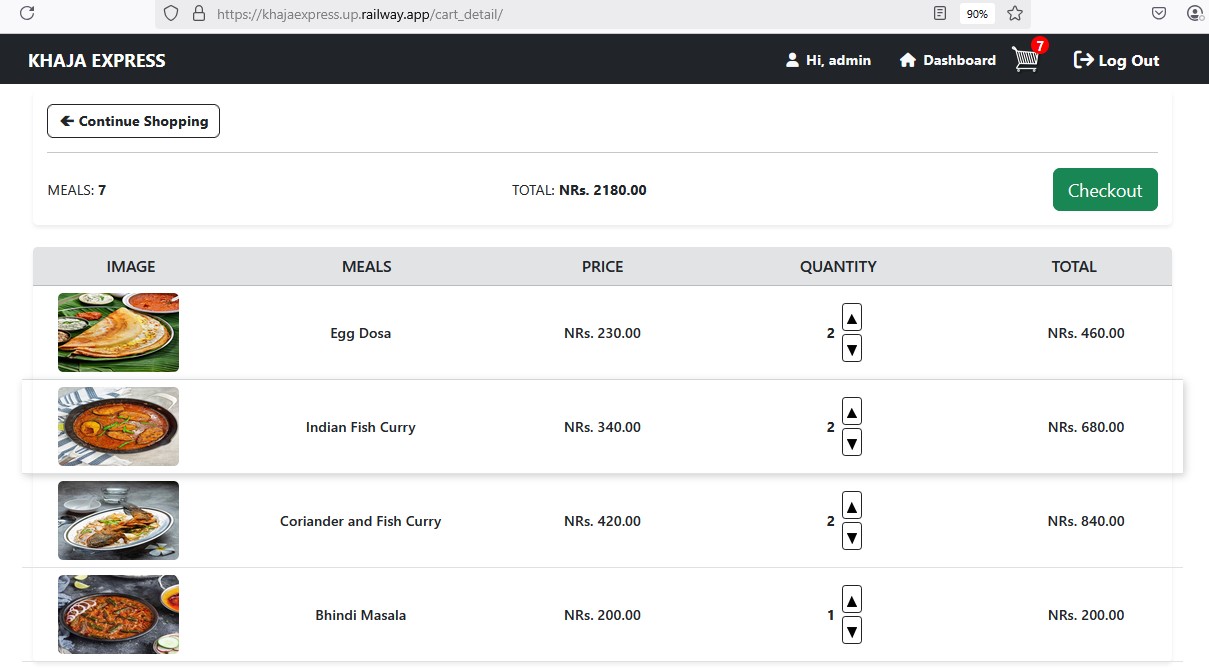 https://khajaexpress.up.railway.app/cart_detail/ 90%
KHAJA EXPRESS Hi, admin Dashboard 7 Log Out
Continue Shopping
MEALS: 7 TOTAL: NRs. 2180.00 Checkout
IMAGE MEALS PRICE QUANTITY TOTAL
Egg Dosa NRs. 230.00 2 NRs. 460.00
Indian Fish Curry NRs. 340.00 2 NRs. 680.00
Coriander and Fish Curry NRs. 420.00 2 NRs. 840.00
Bhindi Masala NRs. 200.00 1 NRs. 200.00